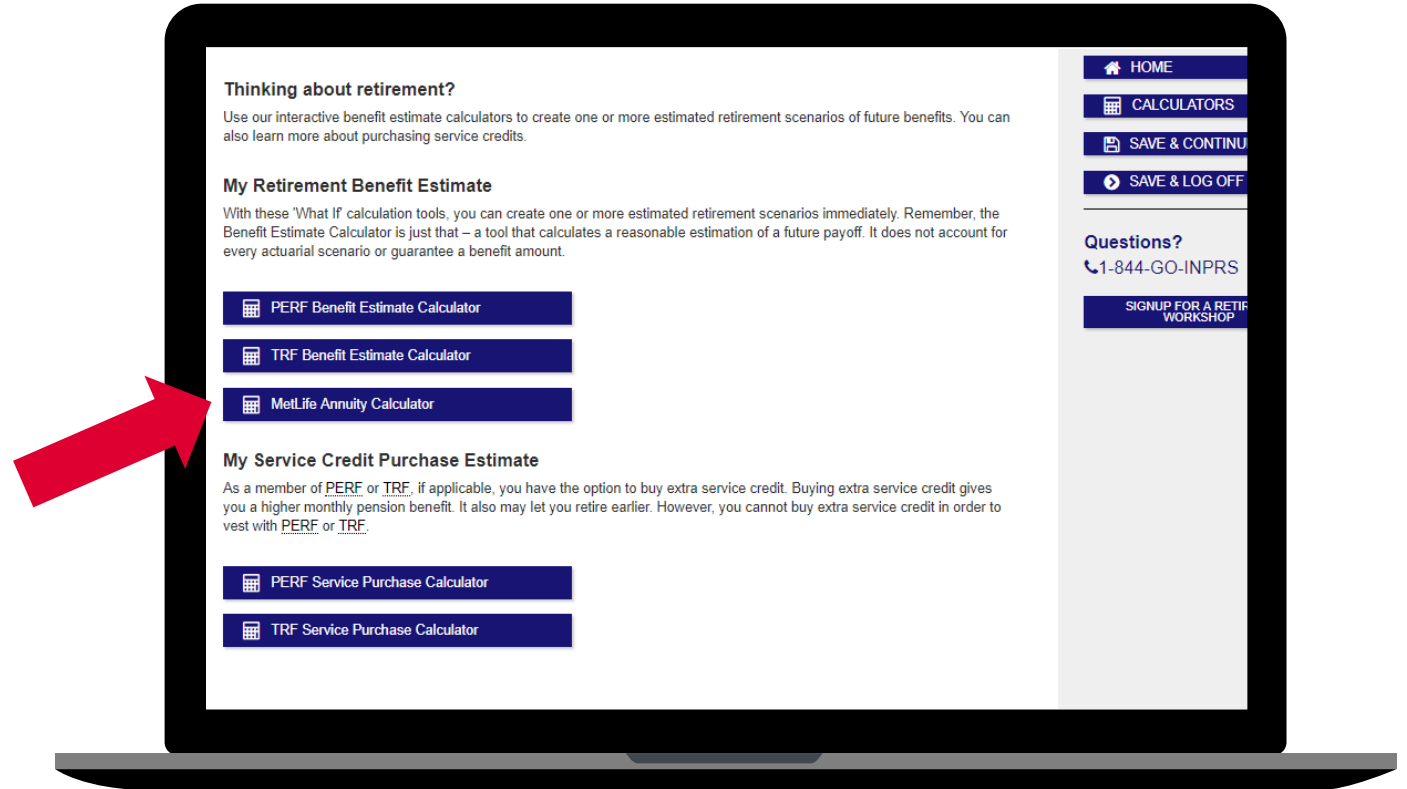 Thinking about retirement?
Use our interactive benefit estimate calculators to create one or more estimated retirement scenarios of future benefits. You can
also learn more about purchasing service credits.
My Retirement Benefit Estimate
With these 'What If' calculation tools, you can create one or more estimated retirement scenarios immediately. Remember, the
Benefit Estimate Calculator is just that – a tool that calculates a reasonable estimation of a future payoff. It does not account for
every actuarial scenario or guarantee a benefit amount.
PERF Benefit Estimate Calculator
TRF Benefit Estimate Calculator
MetLife Annuity Calculator
My Service Credit Purchase Estimate
As a member of PERF or TRF, if applicable, you have the option to buy extra service credit. Buying extra service credit gives
you a higher monthly pension benefit. It also may let you retire earlier. However, you cannot buy extra service credit in order to
vest with PERF or TRF.
PERF Service Purchase Calculator
TRF Service Purchase Calculator
HOME
CALCULATORS
SAVE & CONTINU
SAVE & LOG OFF
Questions?
1-844-GO-INPRS
SIGNUP FOR A RETIR
WORKSHOP